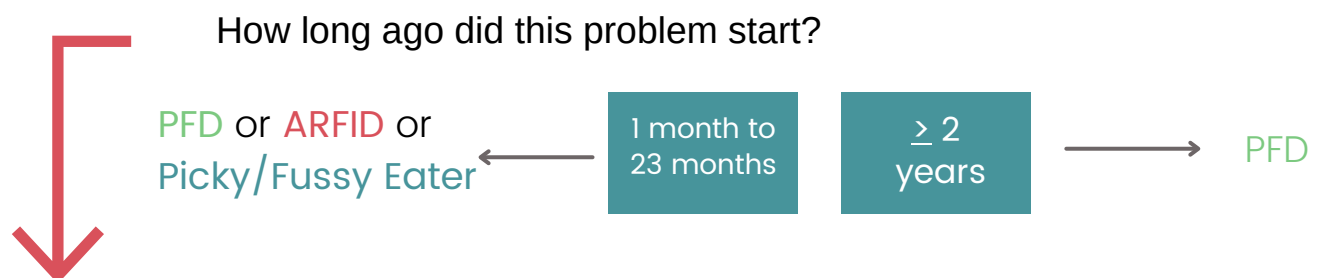 How long ago did this problem start?
PFD or ARFID or
Picky/Fussy Eater
1 month to
23 months
≥ 2
years
PFD